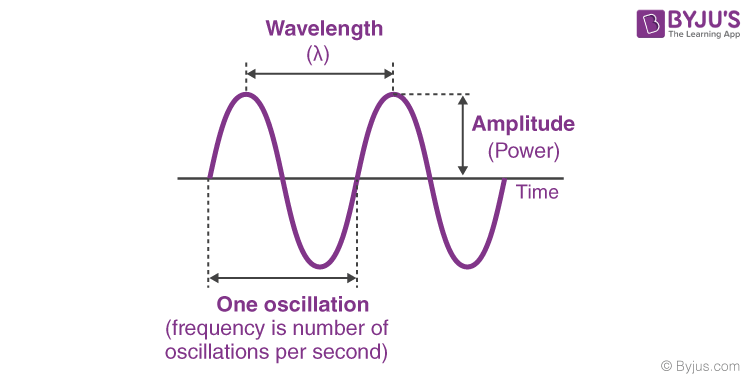 BYJU'S
The Learning App
Wavelength
(λ)
Amplitude
(Power)
Time
One oscillation
(frequency is number of
oscillations per second)
© Byjus.com